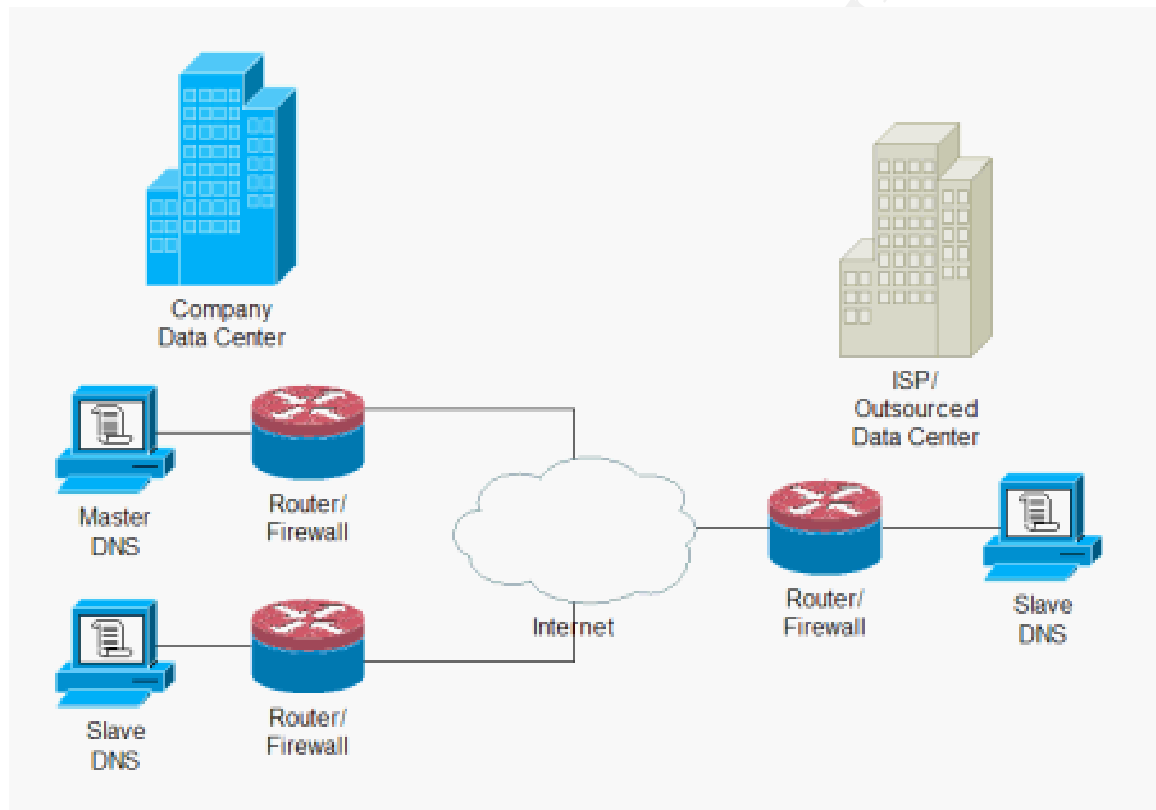 Company
Data Center
ISP/
Outsourced
Data Center
Master
DNS
Router/
Firewall
Internet
Router/
Firewall
Slave
DNS
Slave
DNS
Router/
Firewall